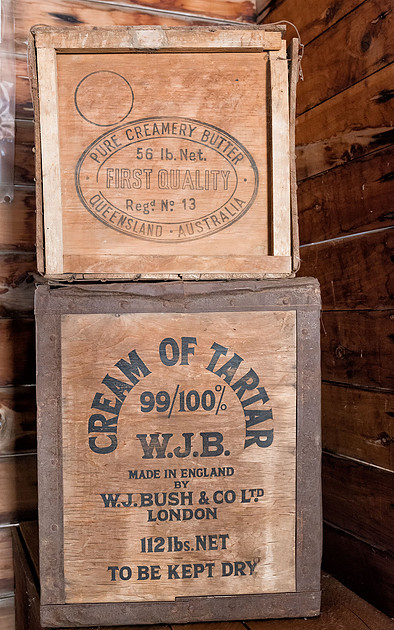 PURE CREAMERY BUTTER
56 lb. Net.
FIRST QUALITY
Regd No 13
QUEENSLAND - AUSTRALIA
CREAM OF TARTAR
99/100%
W.J.B.
MADE IN ENGLAND
BY
W.J. BUSH & CO LTD
LONDON
112 lbs. NET
TO BE KEPT DRY